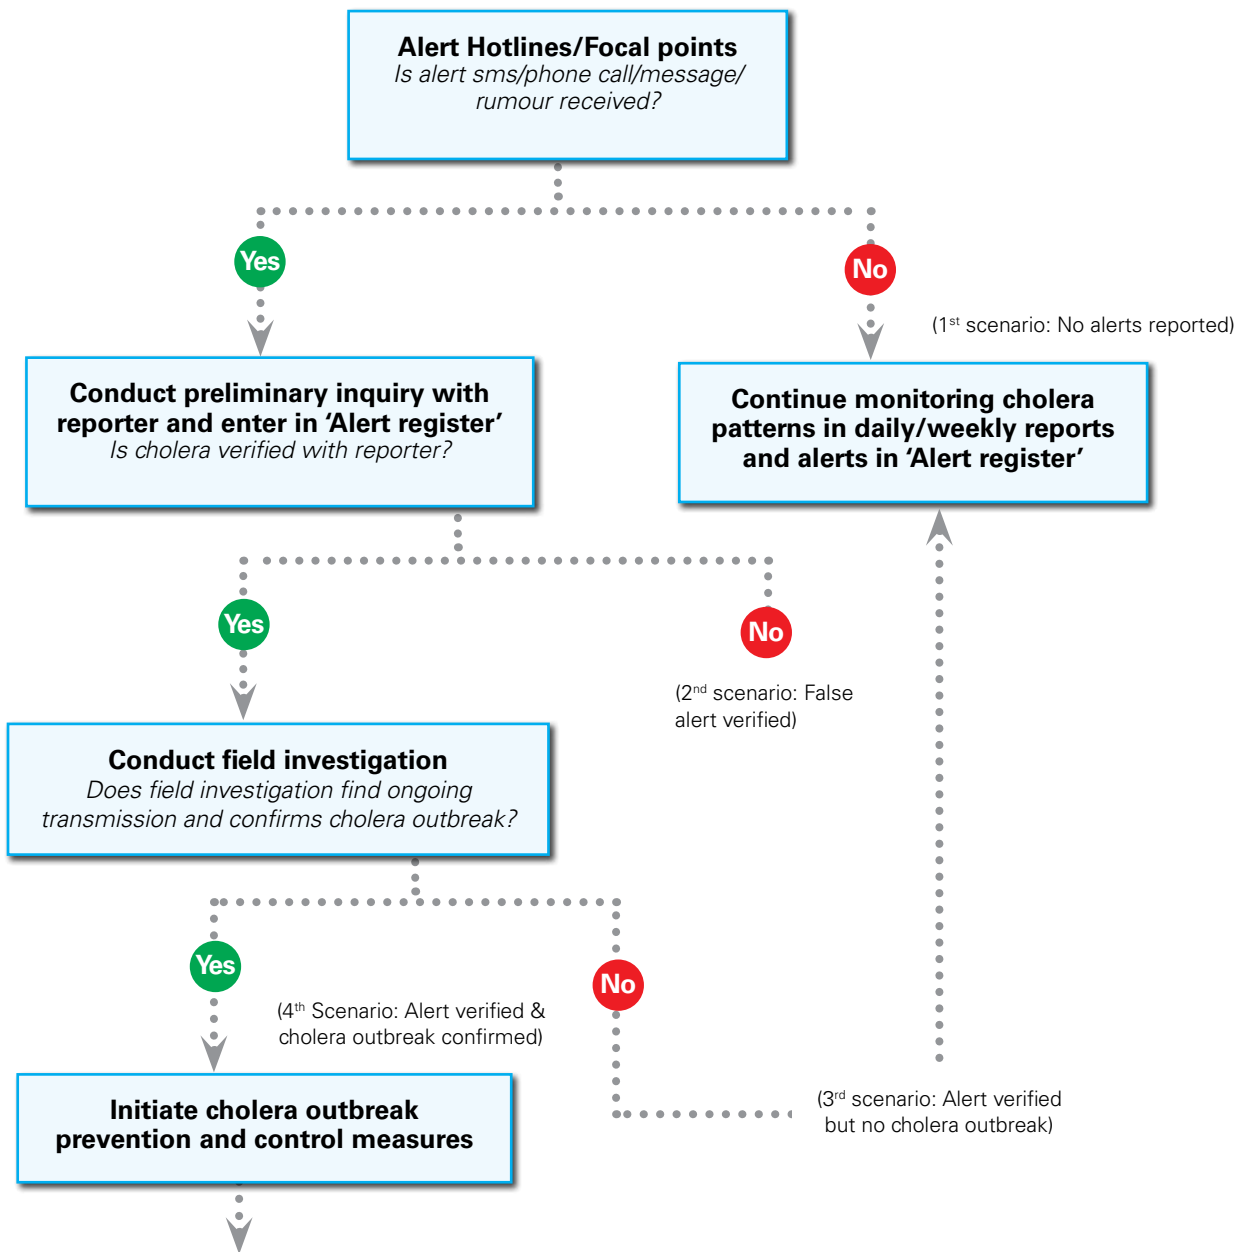 Alert Hotlines/Focal points
Is alert sms/phone call/message/
rumour received?
Yes
No
(1st scenario: No alerts reported)
Conduct preliminary inquiry with
reporter and enter in ‘Alert register’
Is cholera verified with reporter?
Continue monitoring cholera
patterns in daily/weekly reports
and alerts in ‘Alert register’
Yes
No
(2nd scenario: False
alert verified)
Conduct field investigation
Does field investigation find ongoing
transmission and confirms cholera outbreak?
Yes
No
(4th Scenario: Alert verified &
cholera outbreak confirmed)
Initiate cholera outbreak
prevention and control measures
(3rd scenario: Alert verified
but no cholera outbreak)